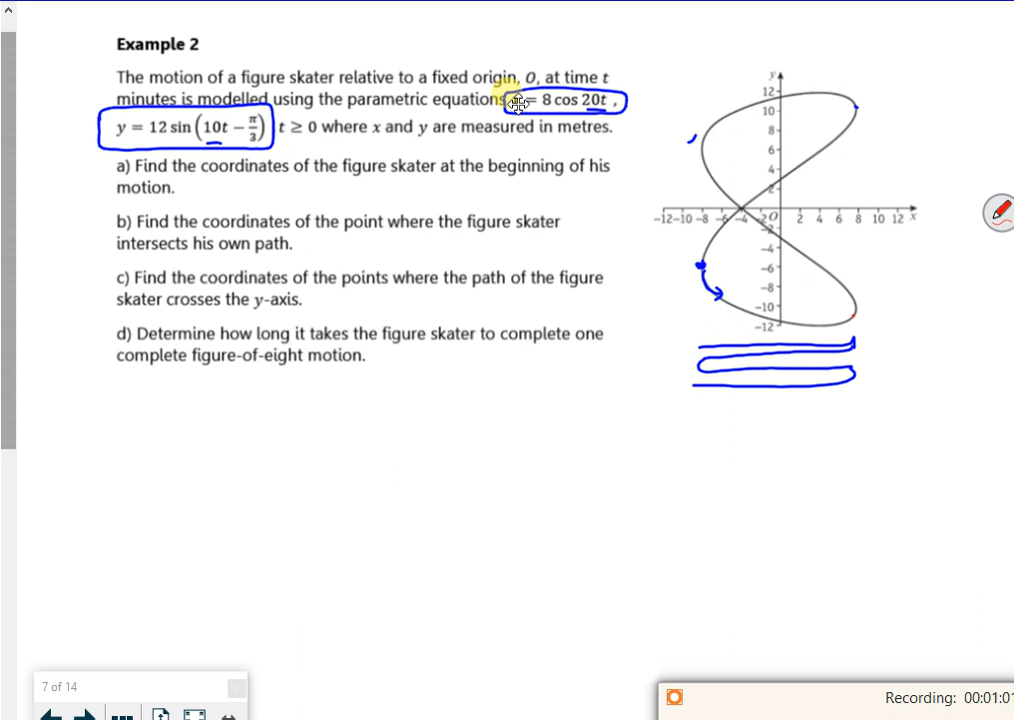 Example 2
The motion of a figure skater relative to a fixed origin, O, at time t
minutes is modelled using the parametric equations = 8 cos 20t ,
y = 12 sin (10t − π/3) t ≥ 0 where x and y are measured in metres.
a) Find the coordinates of the figure skater at the beginning of his
motion.
b) Find the coordinates of the point where the figure skater
intersects his own path.
c) Find the coordinates of the points where the path of the figure
skater crosses the y-axis.
d) Determine how long it takes the figure skater to complete one
complete figure-of-eight motion.
y
12
10
8
6
4
2
−12 −10 −8 −6 −4 −2 O 2 4 6 8 10 12 x
−2
−4
−6
−8
−10
−12
7 of 14
x
Recording: 00:01:01